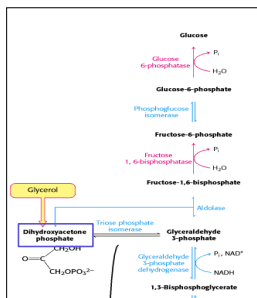 Glucose
Glucose
6-phosphatase
Pi
H2O
Glucose-6-phosphate
Phosphoglucose
isomerase
Fructose-6-phosphate
Fructose
1, 6-bisphosphatase
Pi
H2O
Fructose-1,6-bisphosphate
Glycerol
Aldolase
Triose phosphate
isomerase
Dihydroxyacetone
phosphate
Glyceraldehyde
3-phosphate
CH2OH
O=C
CH2OPO32–
Glyceraldehyde
3-phosphate
dehydrogenase
Pi, NAD+
NADH
1,3-Bisphosphoglycerate